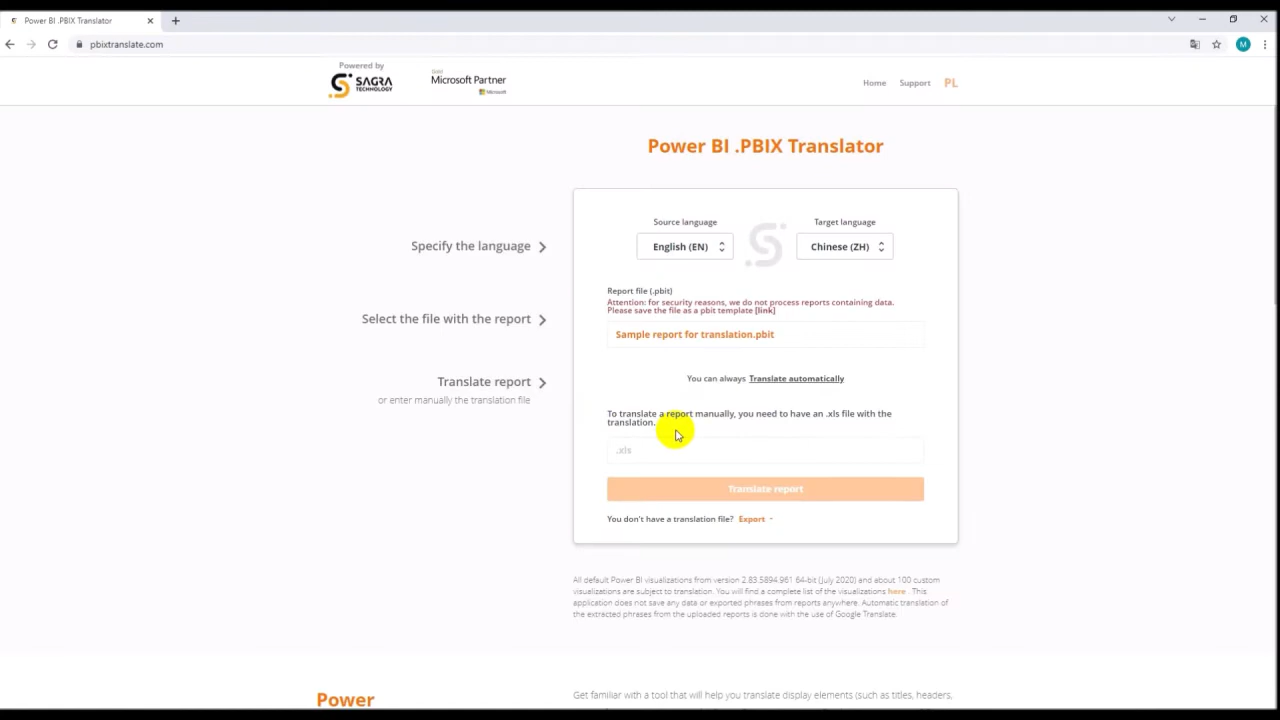 Power BI .PBIX Translator
pbixtranslate.com
M
Powered by
SAGRA
TECHNOLOGY
Gold
Microsoft Partner
Microsoft
Home
Support
PL
Power BI .PBIX Translator
Specify the language
Select the file with the report
Translate report
or enter manually the translation file
Source language
Target language
English (EN)
Chinese (ZH)
Report file (.pbit)
Attention: for security reasons, we do not process reports containing data.
Please save the file as a pbit template [link]
Sample report for translation.pbit
You can always Translate automatically
To translate a report manually, you need to have an .xls file with the
translation.
.xls
Translate report
You don't have a translation file? Export
All default Power BI visualizations from version 2.83.5894.961 64-bit (July 2020) and about 100 custom
visualizations are subject to translation. You will find a complete list of the visualizations here . This
application does not save any data or exported phrases from reports anywhere. Automatic translation of
the extracted phrases from the uploaded reports is done with the use of Google Translate.
Power
Get familiar with a tool that will help you translate display elements (such as titles, headers,